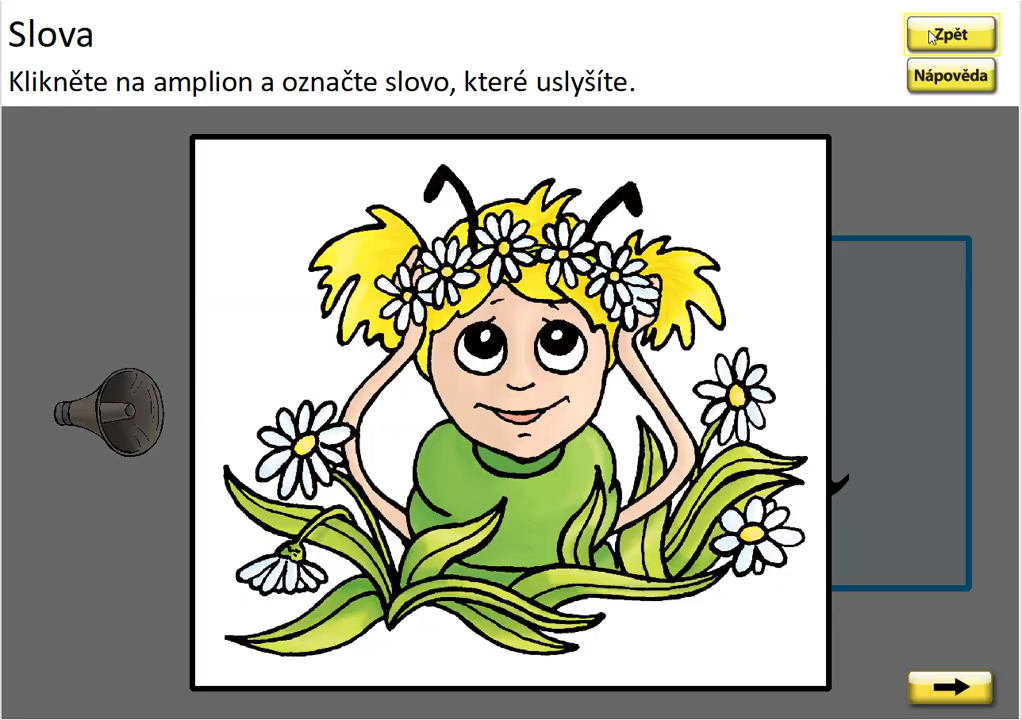 Slova
Zpět
Klikněte na amplion a označte slovo, které uslyšíte.
Nápověda